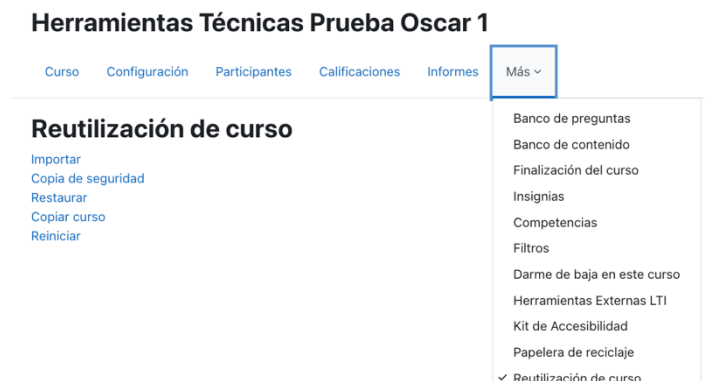 Herramientas Técnicas Prueba Oscar 1
Curso Configuración Participantes Calificaciones Informes Más
Reutilización de curso
Importar
Copia de seguridad
Restaurar
Copiar curso
Reiniciar
Banco de preguntas
Banco de contenido
Finalización del curso
Insignias
Competencias
Filtros
Darme de baja en este curso
Herramientas Externas LTI
Kit de Accesibilidad
Papelera de reciclaje
Reutilización de curso